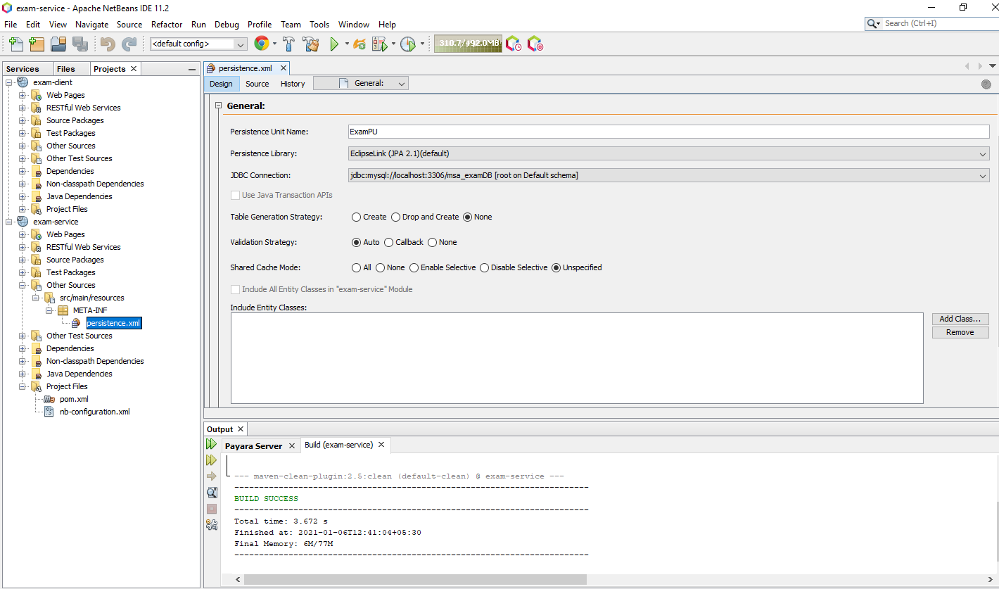 exam-service - Apache NetBeans IDE 11.2
File Edit View Navigate Source Refactor Run Debug Profile Team Tools Window Help
Search (Ctrl+I)
<default config>
310.7/492.0MB
Services Files Projects
exam-client
Web Pages
RESTful Web Services
Source Packages
Test Packages
Other Sources
Other Test Sources
Dependencies
Non-classpath Dependencies
Java Dependencies
Project Files
exam-service
Web Pages
RESTful Web Services
Source Packages
Test Packages
Other Sources
src/main/resources
META-INF
persistence.xml
Other Test Sources
Dependencies
Non-classpath Dependencies
Java Dependencies
Project Files
pom.xml
nb-configuration.xml
persistence.xml
Design Source History General:
General:
Persistence Unit Name: ExamPU
Persistence Library: EclipseLink (JPA 2.1)(default)
JDBC Connection: jdbc:mysql://localhost:3306/msa_examDB [root on Default schema]
Use Java Transaction APIs
Table Generation Strategy: Create Drop and Create None
Validation Strategy: Auto Callback None
Shared Cache Mode: All None Enable Selective Disable Selective Unspecified
Include All Entity Classes in "exam-service" Module
Include Entity Classes:
Add Class...
Remove
Output
Payara Server Build (exam-service)
--- maven-clean-plugin:2.5:clean (default-clean) @ exam-service ---
------------------------------------------------------------------------
BUILD SUCCESS
------------------------------------------------------------------------
Total time: 3.672 s
Finished at: 2021-01-06T12:41:04+05:30
Final Memory: 6M/77M
------------------------------------------------------------------------